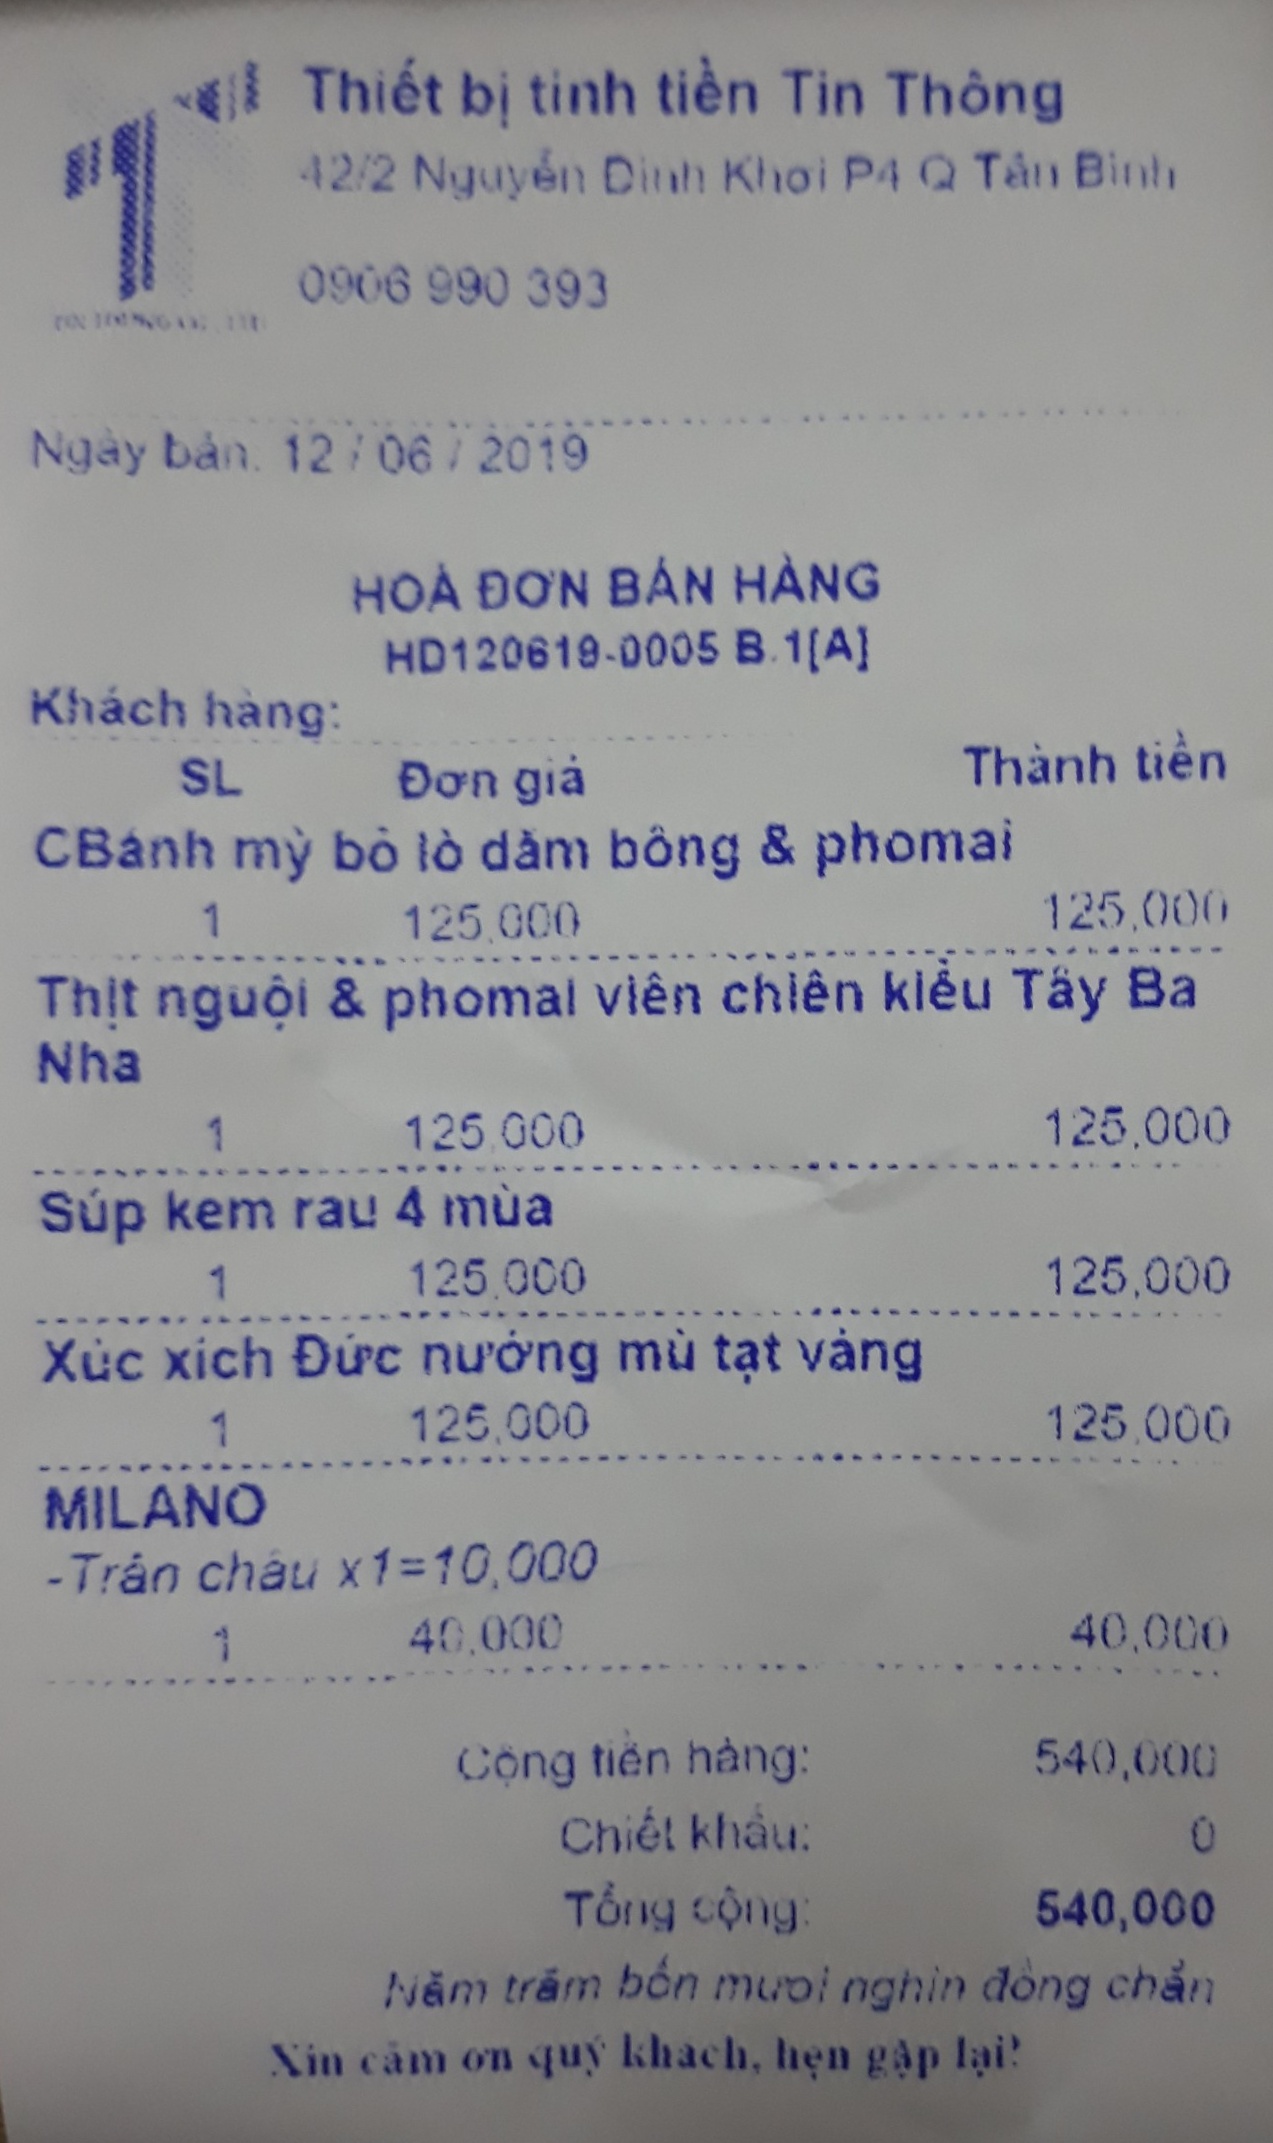 Thiết bị tinh tiền Tin Thông
42/2 Nguyễn Đinh Khơi P4 Q Tân Binh
0906 990 393
Ngày bán: 12 / 06 / 2019
HOÁ ĐƠN BÁN HÀNG
HD120619-0005 B.1[A]
Khách hàng:
SL Đơn giá Thành tiền
CBánh mỳ bỏ lò dăm bông & phomai
1 125,000 125,000
Thịt nguội & phomai viên chiên kiểu Tây Ba
Nha
1 125,000 125,000
Súp kem rau 4 mùa
1 125,000 125,000
Xúc xích Đức nướng mù tạt vàng
1 125,000 125,000
MILANO
-Trân châu x1=10,000
1 40,000 40,000
Cộng tiền hàng: 540,000
Chiết khấu: 0
Tổng cộng: 540,000
Năm trăm bốn mươi nghìn đồng chẵn
Xin cảm ơn quý khách, hẹn gặp lại!